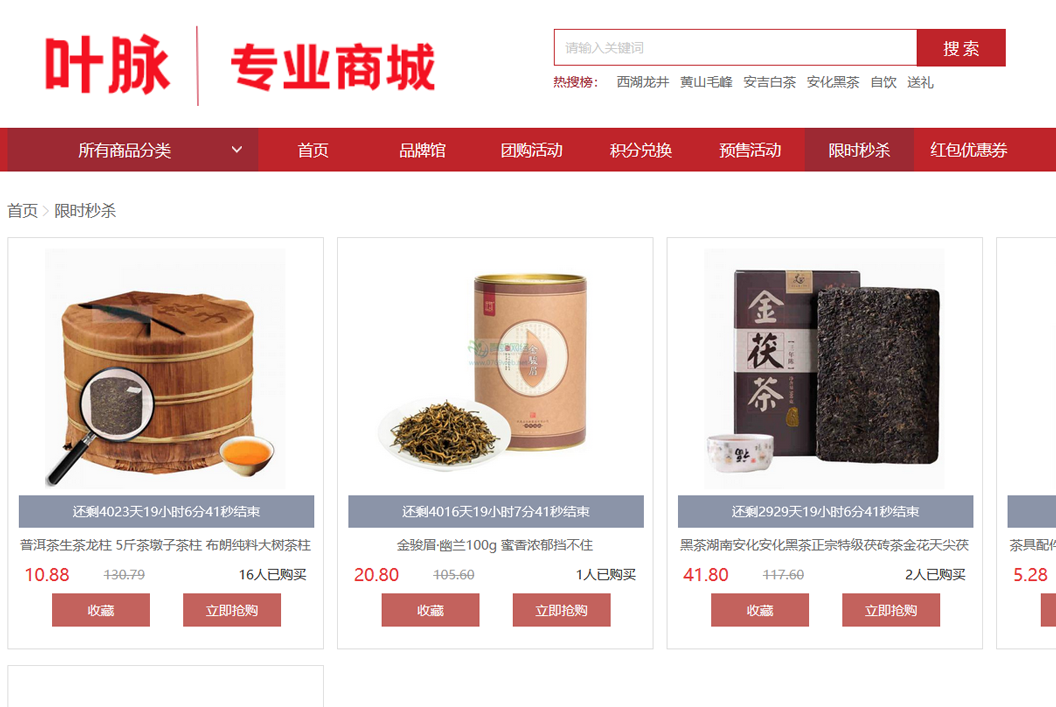 叶脉 专业商城
请输入关键词
搜 索
热搜榜： 西湖龙井 黄山毛峰 安吉白茶 安化黑茶 自饮 送礼
所有商品分类 首页 品牌馆 团购活动 积分兑换 预售活动 限时秒杀 红包优惠券
首页 > 限时秒杀
金茯茶
还剩4023天19小时6分41秒结束
普洱茶生茶龙柱 5斤茶墩子茶柱 布朗纯料大树茶柱
10.88 130.79 16人已购买
收藏 立即抢购
金骏眉
还剩4016天19小时7分41秒结束
金骏眉·幽兰100g 蜜香浓郁挡不住
20.80 105.60 1人已购买
收藏 立即抢购
还剩2929天19小时6分41秒结束
黑茶湖南安化安化黑茶正宗特级茯砖茶金花天尖茯
41.80 117.60 2人已购买
收藏 立即抢购
茶具配件
5.28